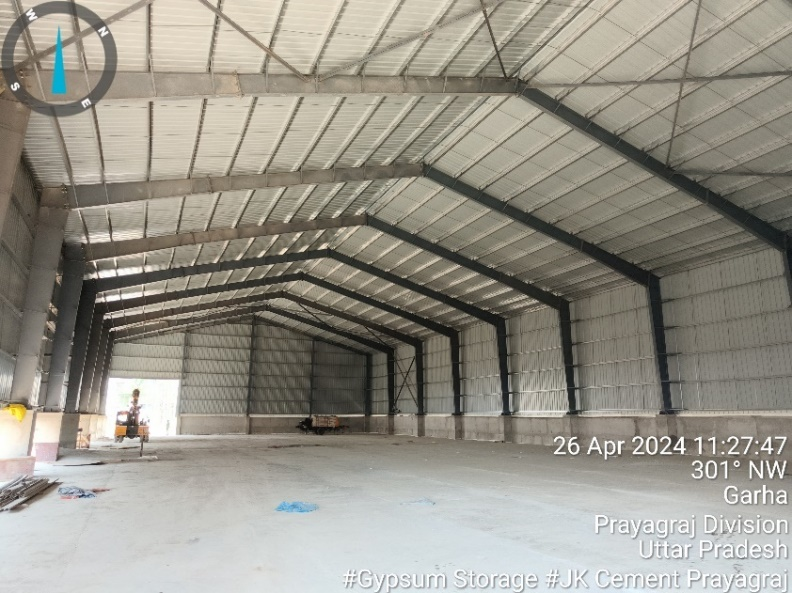 N
W
E
S
26 Apr 2024 11:27:47
301° NW
Garha
Prayagraj Division
Uttar Pradesh
#Gypsum Storage #JK Cement Prayagraj